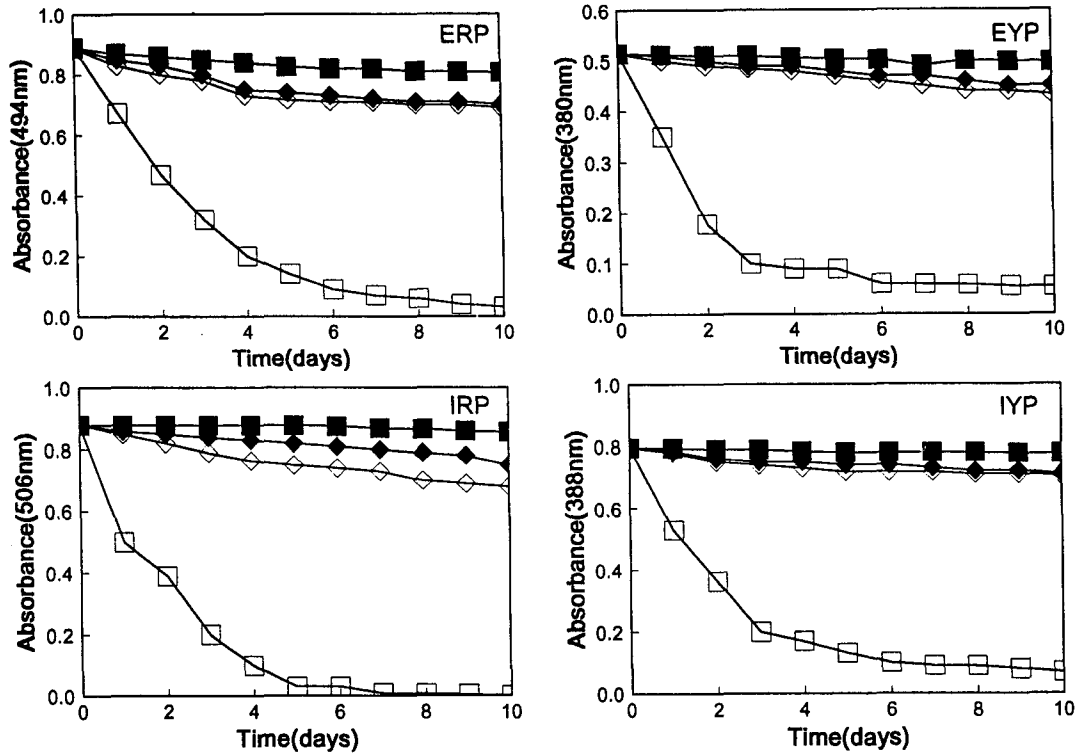 ERP
Absorbance(494nm)
1.0
0.8
0.6
0.4
0.2
0.0
0 2 4 6 8 10
Time(days)
EYP
Absorbance(380nm)
0.6
0.5
0.4
0.3
0.2
0.1
0.0
0 2 4 6 8 10
Time(days)
IRP
Absorbance(506nm)
1.0
0.8
0.6
0.4
0.2
0.0
0 2 4 6 8 10
Time(days)
IYP
Absorbance(388nm)
1.0
0.8
0.6
0.4
0.2
0.0
0 2 4 6 8 10
Time(days)